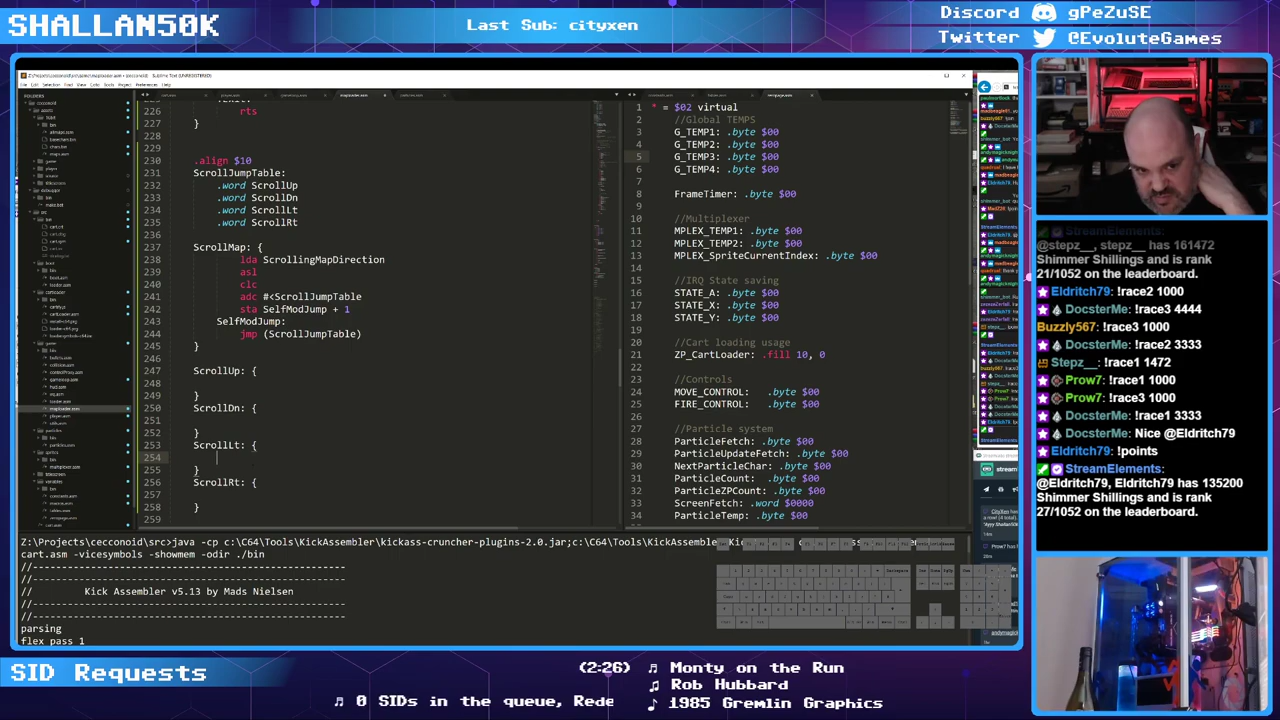 SHALLAN50K
Last Sub: cityxen
Discord gPeZuSE
Twitter @EvoluteGames
226 rts
227 }
228
229
230 .align $10
231 ScrollJumpTable:
232 .word ScrollUp
233 .word ScrollDn
234 .word ScrollLt
235 .word ScrollRt
236
237 ScrollMap: {
238 lda ScrollingMapDirection
239 asl
240 clc
241 adc #<ScrollJumpTable
242 sta SelfModJump + 1
243 SelfModJump:
244 jmp (ScrollJumpTable)
245 }
246
247 ScrollUp: {
248
249 }
250 ScrollDn: {
251
252 }
253 ScrollLt: {
254
255 }
256 ScrollRt: {
257
258 }
259
1 * = $02 virtual
2 //Global TEMPS
3 G_TEMP1: .byte $00
4 G_TEMP2: .byte $00
5 G_TEMP3: .byte $00
6 G_TEMP4: .byte $00
7
8 FrameTimer: .byte $00
9
10 //Multiplexer
11 MPLEX_TEMP1: .byte $00
12 MPLEX_TEMP2: .byte $00
13 MPLEX_SpriteCurrentIndex: .byte $00
14
15 //IRQ State saving
16 STATE_A: .byte $00
17 STATE_X: .byte $00
18 STATE_Y: .byte $00
19
20 //Cart loading usage
21 ZP_CartLoader: .fill 10, 0
22
23 //Controls
24 MOVE_CONTROL: .byte $00
25 FIRE_CONTROL: .byte $00
26
27 //Particle system
28 ParticleFetch: .byte $00
29 ParticleUpdateFetch: .byte $00
30 NextParticleChar: .byte $00
31 ParticleCount: .byte $00
32 ParticleZPCount: .byte $00
33 ScreenFetch: .word $0000
34 ParticleTemp: .byte $00
Z:\Projects\cecconoid\src>java -cp c:\C64\Tools\KickAssembler\kickass-cruncher-plugins-2.0.jar;c:\C64\Tools\KickAssemble
cart.asm -vicesymbols -showmem -odir ./bin
//------------------------------------------------------
//------------------------------------------------------
// Kick Assembler v5.13 by Mads Nielsen
//------------------------------------------------------
//------------------------------------------------------
parsing
flex pass 1
StreamElements:
@stepz__, stepz__ has 161472
Shimmer Shillings and is rank
21/1052 on the leaderboard.
Eldritch79: !race2 1000
DocsterMe: !race1 4444
Buzzly567: !race3 1000
DocsterMe: !race2 3333
Stepz__: !race1 1472
Prow7: !race1 1000
Prow7: !race3 1000
DocsterMe: !race1 3333
DocsterMe: Nice @Eldritch79
Eldritch79: !points
StreamElements:
@Eldritch79, Eldritch79 has 135200
Shimmer Shillings and is rank
27/1052 on the leaderboard.
SID Requests
(2:26)
Monty on the Run
Rob Hubbard
1985 Gremlin Graphics
0 SIDs in the queue, Rede